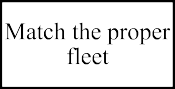 Match the proper
fleet